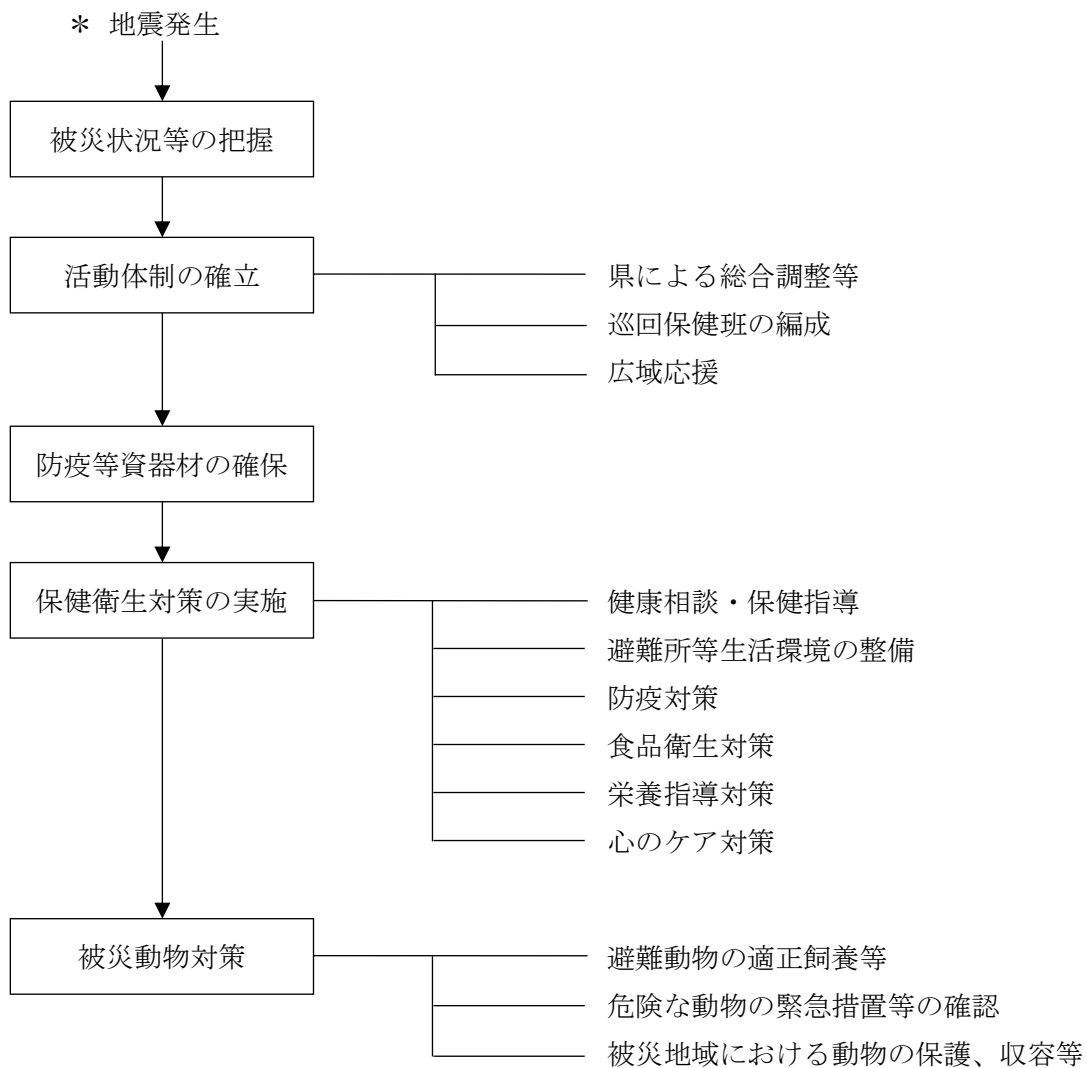 ＊ 地震発生
被災状況等の把握
活動体制の確立
県による総合調整等
巡回保健班の編成
広域応援
防疫等資器材の確保
保健衛生対策の実施
健康相談・保健指導
避難所等生活環境の整備
防疫対策
食品衛生対策
栄養指導対策
心のケア対策
被災動物対策
避難動物の適正飼養等
危険な動物の緊急措置等の確認
被災地域における動物の保護、収容等